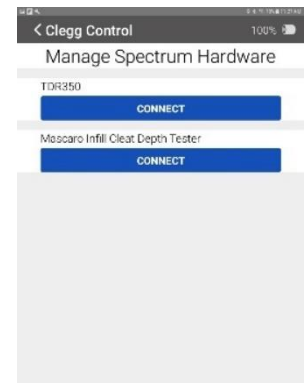 < Clegg Control 100%
Manage Spectrum Hardware
TDR350
CONNECT
Mascaro Infill Cleat Depth Tester
CONNECT